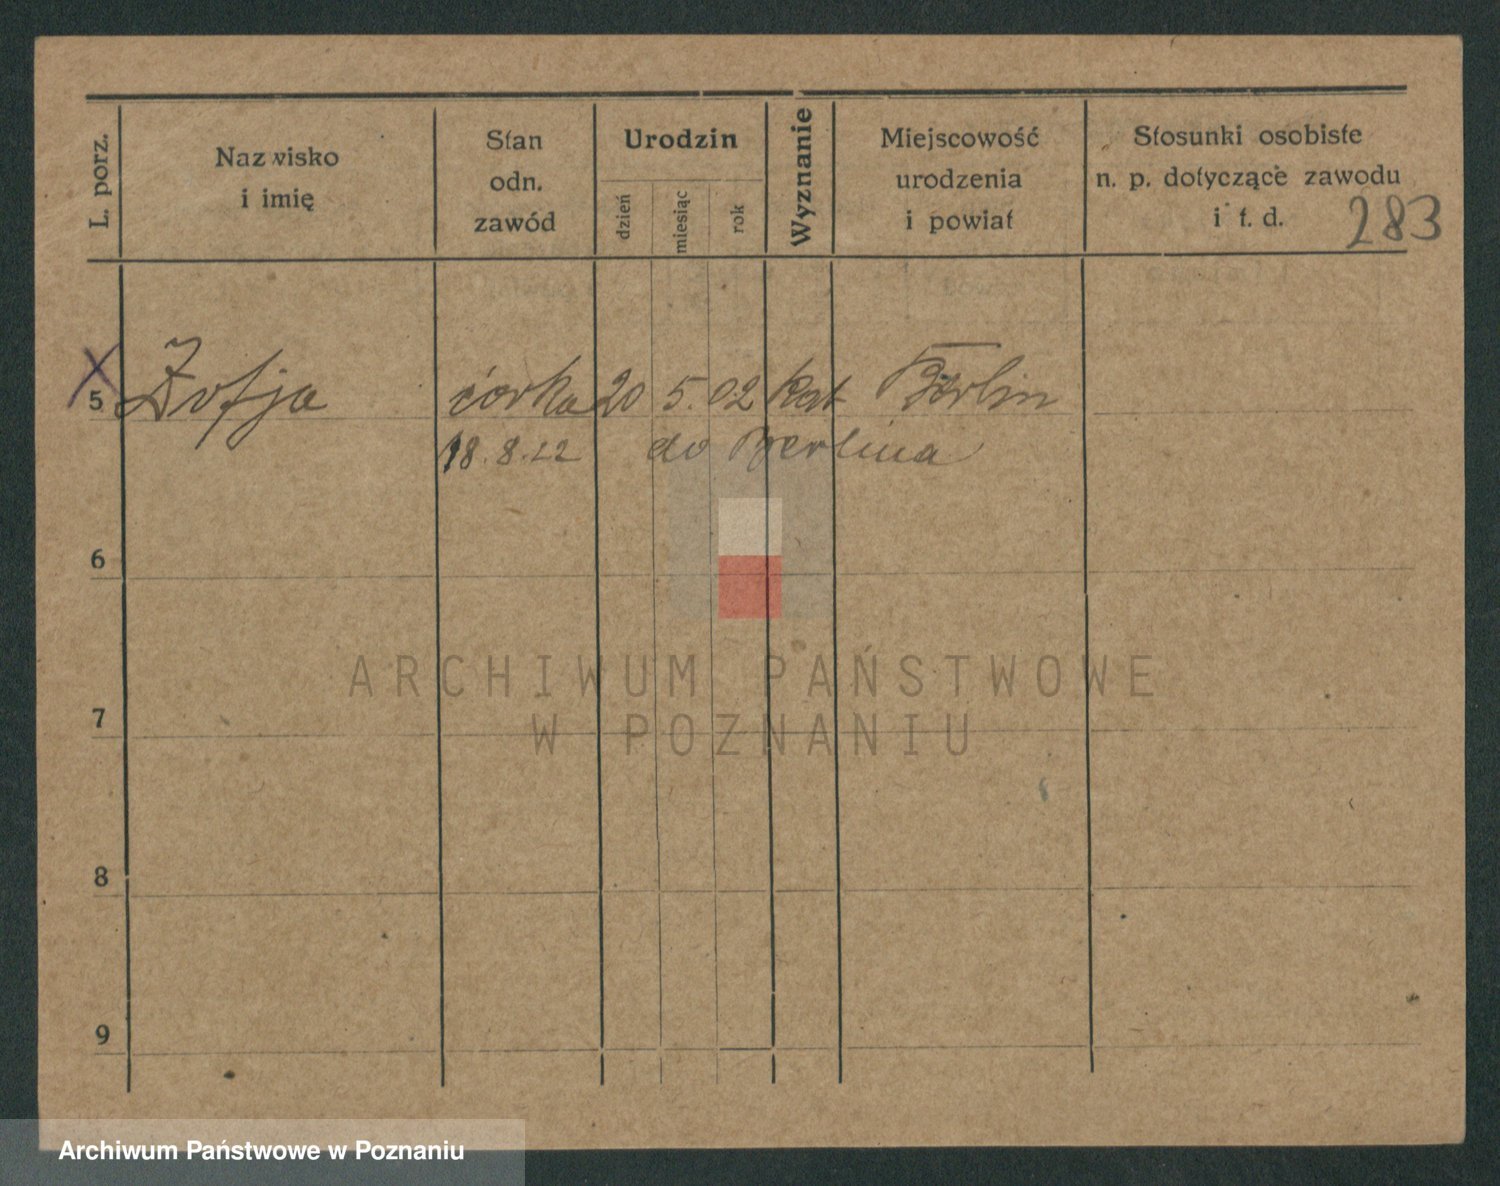 L. porz.
Nazwisko
i imię
Stan
odn.
zawód
Urodzin
dzień
miesiąc
rok
Wyznanie
Miejscowość
urodzenia
i powiat
Stosunki osobiste
n. p. dotyczące zawodu
i t. d.
283
X
5 Zofja córka 20 5. 02 kat Berlin
18. 8. 22 do Berlina
6
ARCHIWUM PAŃSTWOWE
7
W POZNANIU
8
9
Archiwum Państwowe w Poznaniu